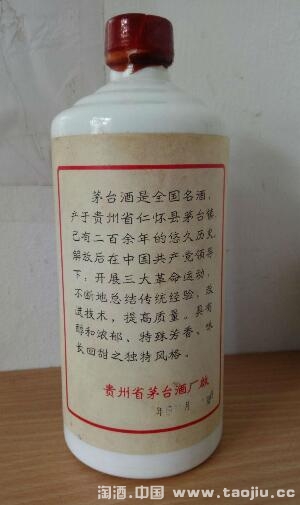 茅台酒是全国名酒,
产于贵州省仁怀县茅台镇,
已有二百余年的悠久历史,
解放后在中国共产党领导
下,开展三大革命运动,
不断地总结传统经验,改
进技术,提高质量。具有
醇和浓郁、特殊芳香、味
长回甜之独特风格。
贵州省茅台酒厂啟
年 月
淘酒.中国 www.taojiu.cc